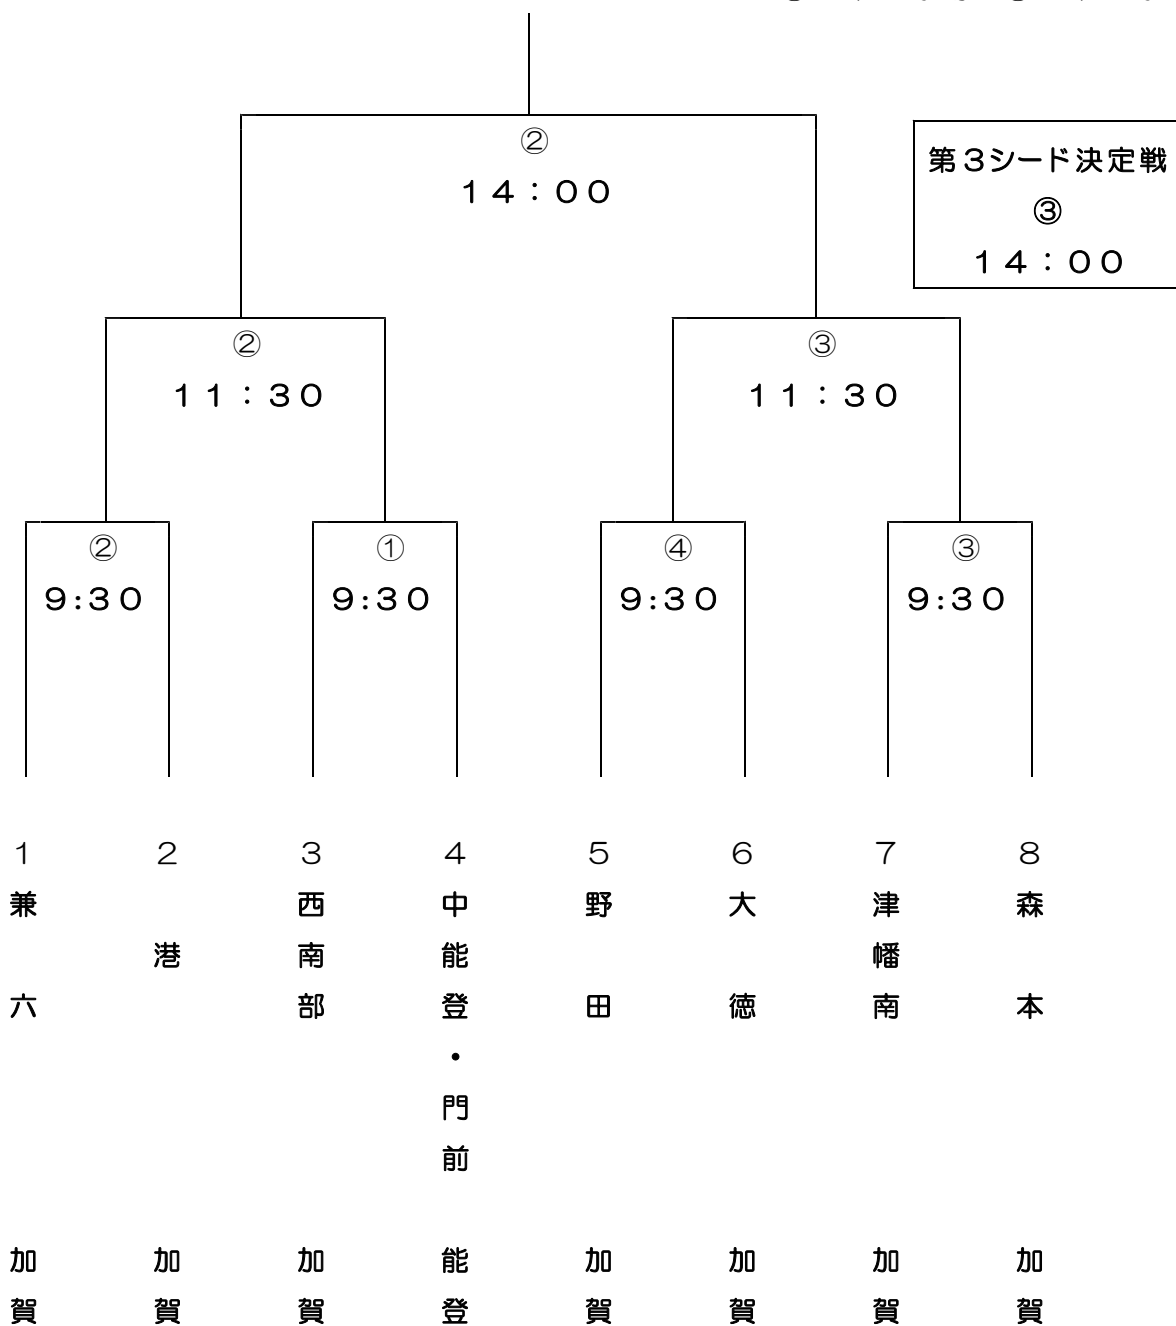 ②
14：00
第3シード決定戦
③
14：00
②
11：30
③
11：30
②
9:30
①
9:30
④
9:30
③
9:30
1
2
3
4
5
6
7
8
兼六
港
西南部
中能登・門前
野田
大徳
津幡南
森本
加賀
加賀
加賀
能登
加賀
加賀
加賀
加賀